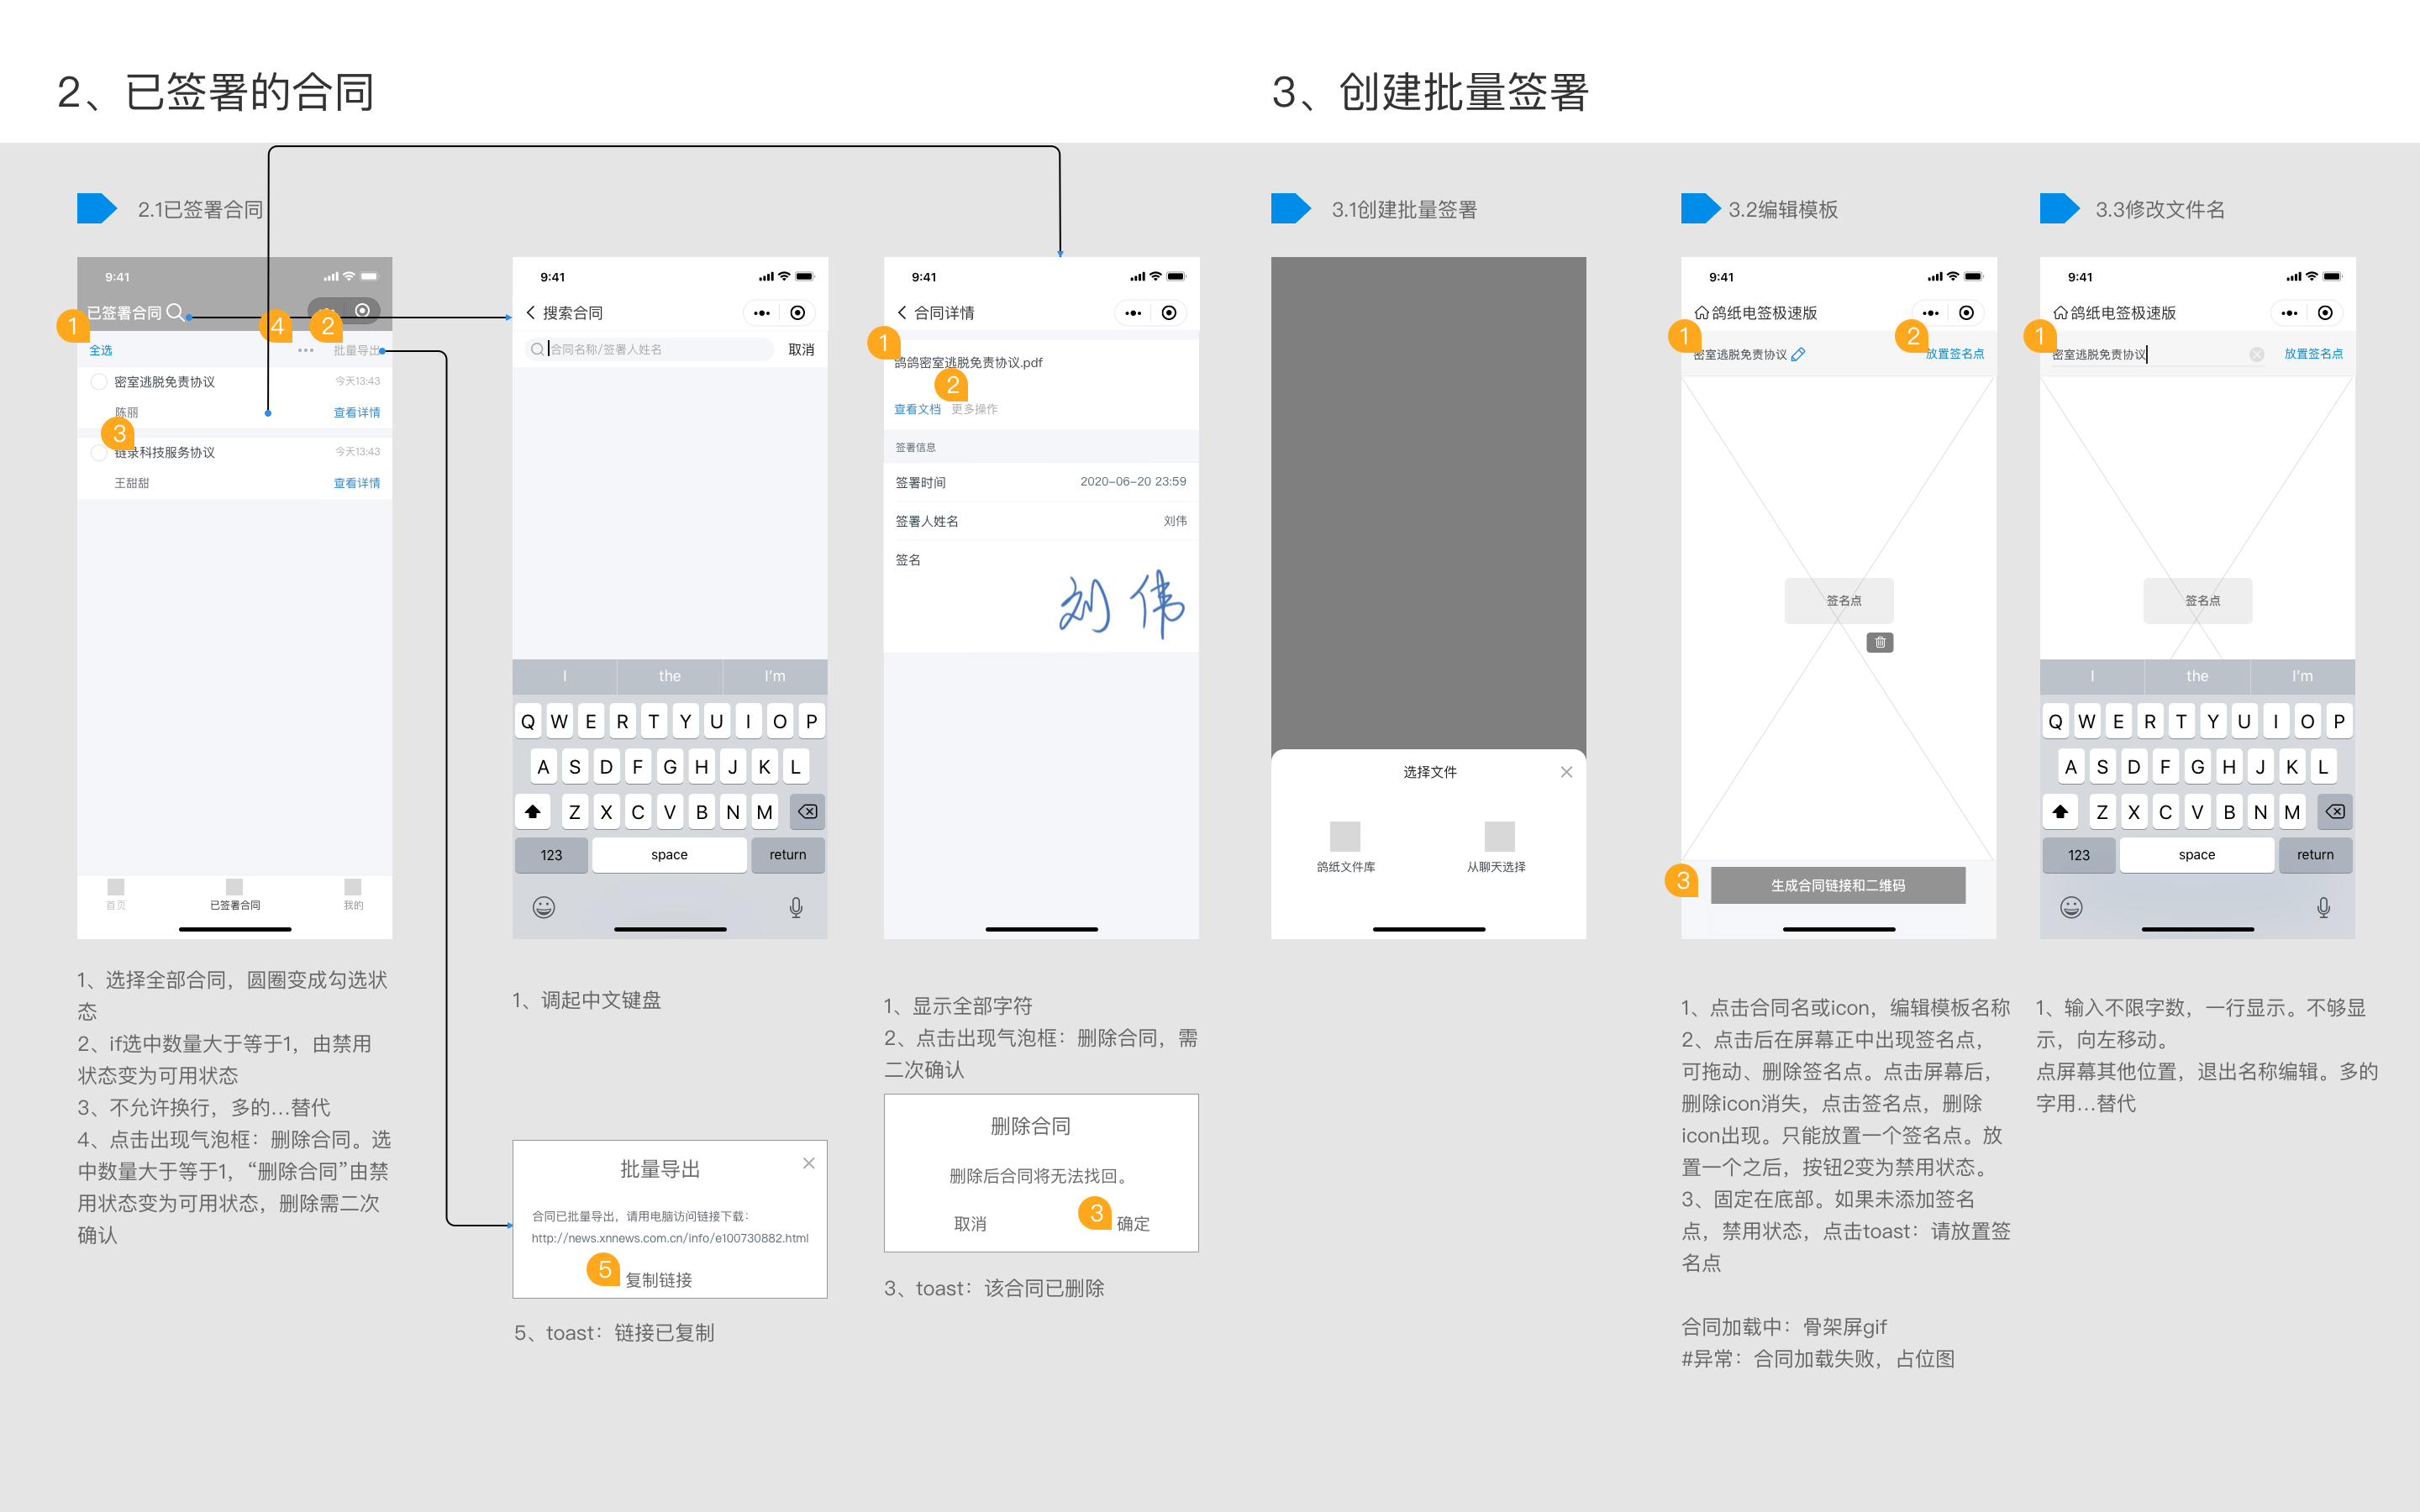 2、已签署的合同
3、创建批量签署
2.1已签署合同
9:41
已签署合同
1
4
2
全选
批量导出
密室逃脱免责协议
今天13:43
陈丽
查看详情
3
链录科技服务协议
今天13:43
王甜甜
查看详情
首页
已签署合同
我的
1、选择全部合同，圆圈变成勾选状
态
2、if选中数量大于等于1，由禁用
状态变为可用状态
3、不允许换行，多的...替代
4、点击出现气泡框：删除合同。选
中数量大于等于1，“删除合同”由禁
用状态变为可用状态，删除需二次
确认
9:41
搜索合同
合同名称/签署人姓名
取消
I the I'm
Q W E R T Y U I O P
A S D F G H J K L
Z X C V B N M
123 space return
1、调起中文键盘
批量导出
合同已批量导出，请用电脑访问链接下载：
http://news.xnnews.com.cn/info/e100730882.html
5
复制链接
5、toast：链接已复制
9:41
合同详情
1
鸽鸽密室逃脱免责协议.pdf
2
查看文档 更多操作
签署信息
签署时间 2020-06-20 23:59
签署人姓名 刘伟
签名
刘伟
1、显示全部字符
2、点击出现气泡框：删除合同，需
二次确认
删除合同
删除后合同将无法找回。
取消
3
确定
3、toast：该合同已删除
3.1创建批量签署
选择文件
鸽纸文件库
从聊天选择
3.2编辑模板
9:41
鸽纸电签极速版
1
2
密室逃脱免责协议
放置签名点
签名点
3
生成合同链接和二维码
1、点击合同名或icon，编辑模板名称
2、点击后在屏幕正中出现签名点，
可拖动、删除签名点。点击屏幕后，
删除icon消失，点击签名点，删除
icon出现。只能放置一个签名点。放
置一个之后，按钮2变为禁用状态。
3、固定在底部。如果未添加签名
点，禁用状态，点击toast：请放置签
名点
合同加载中：骨架屏gif
#异常：合同加载失败，占位图
3.3修改文件名
9:41
鸽纸电签极速版
1
密室逃脱免责协议
放置签名点
签名点
I the I'm
Q W E R T Y U I O P
A S D F G H J K L
Z X C V B N M
123 space return
1、输入不限字数，一行显示。不够显
示，向左移动。
点屏幕其他位置，退出名称编辑。多的
字用...替代